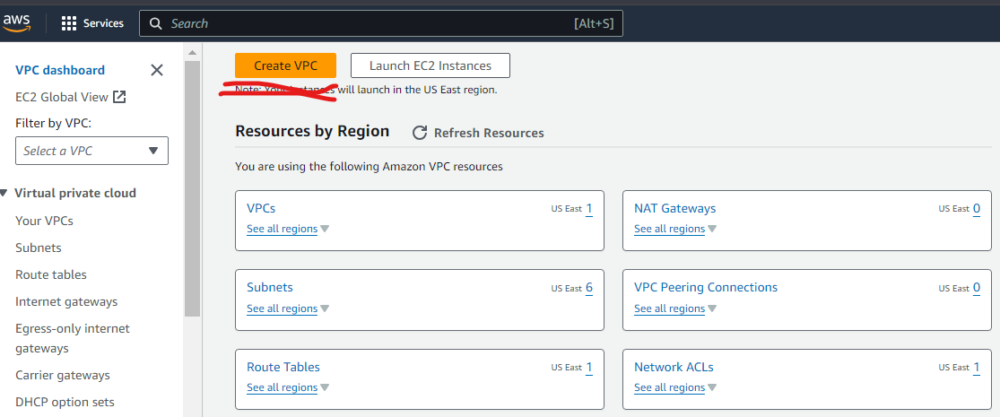 aws
Services
Search
[Alt+S]
VPC dashboard
EC2 Global View
Filter by VPC:
Select a VPC
Virtual private cloud
Your VPCs
Subnets
Route tables
Internet gateways
Egress-only internet
gateways
Carrier gateways
DHCP option sets
Create VPC
Launch EC2 Instances
Note: Your Instances will launch in the US East region.
Resources by Region
Refresh Resources
You are using the following Amazon VPC resources
VPCs
US East 1
See all regions
NAT Gateways
US East 0
See all regions
Subnets
US East 6
See all regions
VPC Peering Connections
US East 0
See all regions
Route Tables
US East 1
See all regions
Network ACLs
US East 1
See all regions